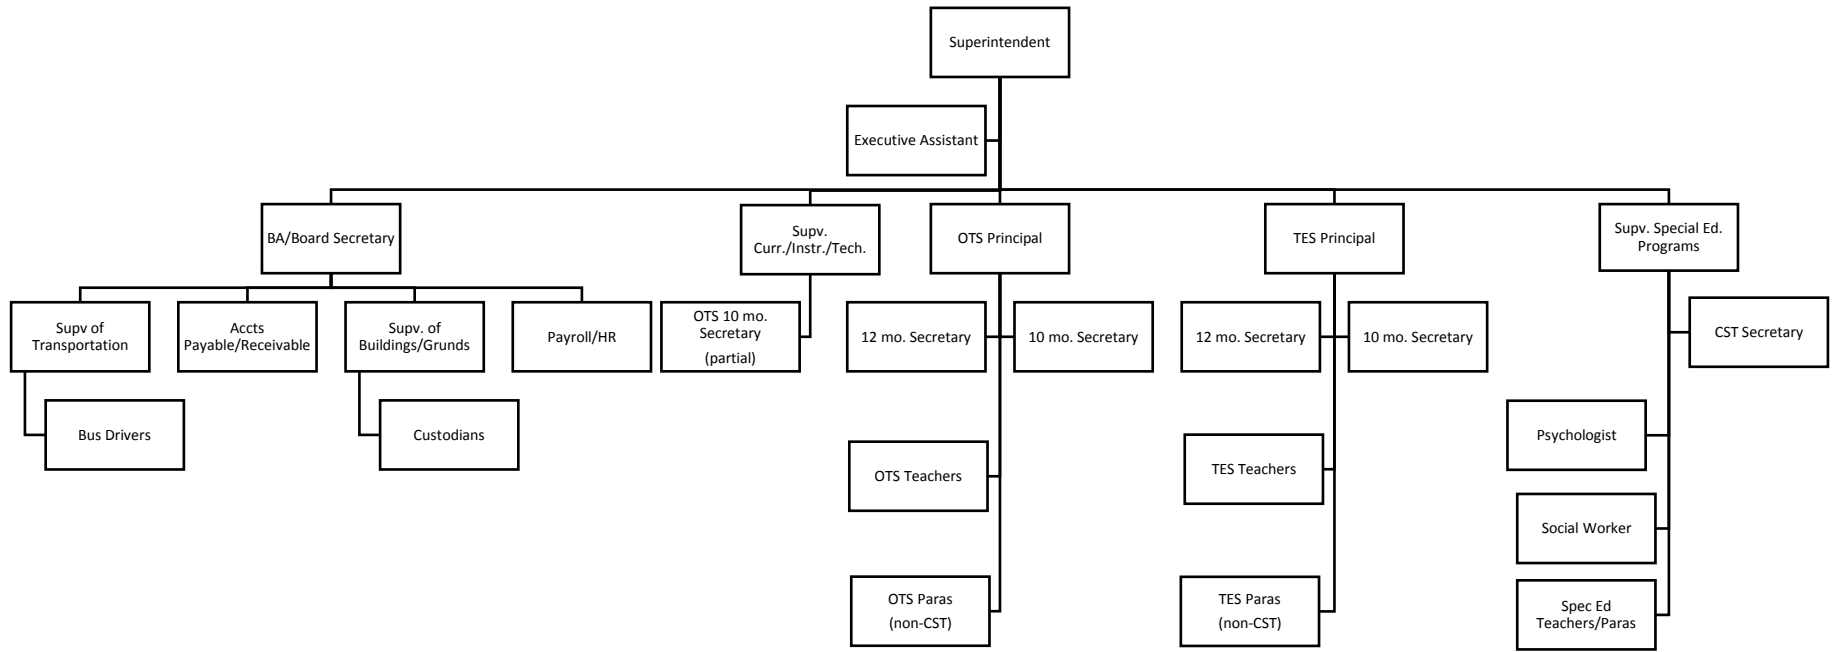 Superintendent
Executive Assistant
BA/Board Secretary
Supv.
Curr./Instr./Tech.
OTS Principal
TES Principal
Supv. Special Ed.
Programs
Supv of
Transportation
Accts
Payable/Receivable
Supv. of
Buildings/Grunds
Payroll/HR
OTS 10 mo.
Secretary
(partial)
12 mo. Secretary
10 mo. Secretary
12 mo. Secretary
10 mo. Secretary
CST Secretary
Bus Drivers
Custodians
OTS Teachers
TES Teachers
Psychologist
Social Worker
OTS Paras
(non-CST)
TES Paras
(non-CST)
Spec Ed
Teachers/Paras